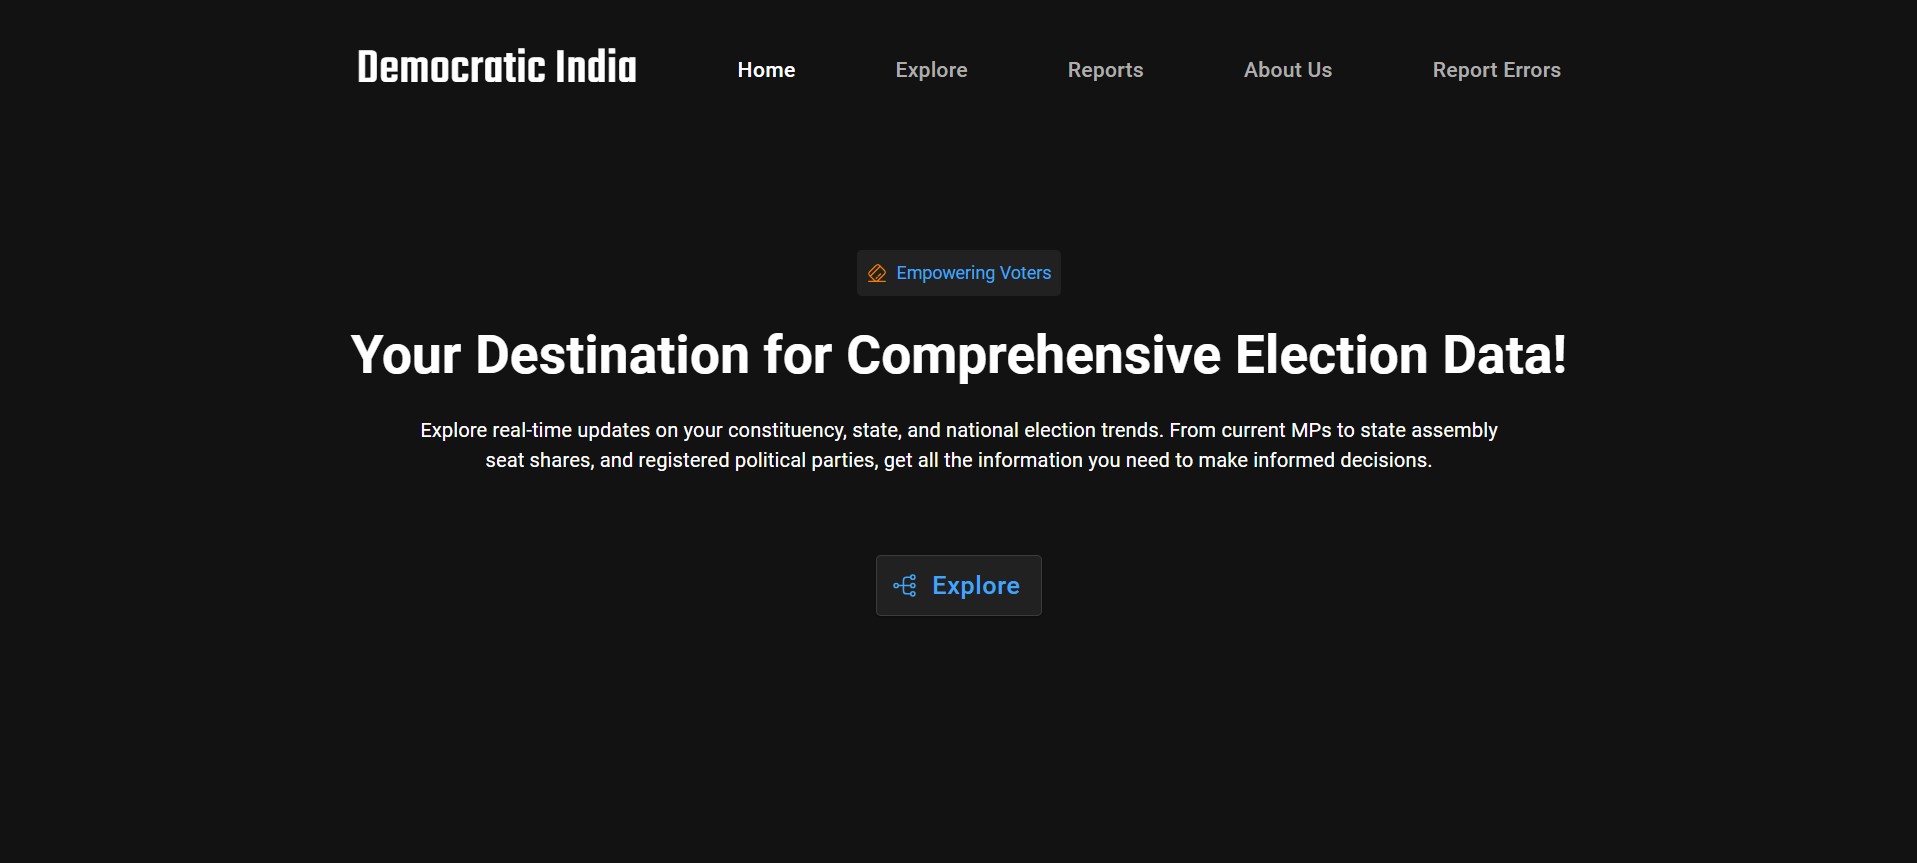 Democratic India
Home
Explore
Reports
About Us
Report Errors
Empowering Voters
Your Destination for Comprehensive Election Data!
Explore real-time updates on your constituency, state, and national election trends. From current MPs to state assembly
seat shares, and registered political parties, get all the information you need to make informed decisions.
Explore